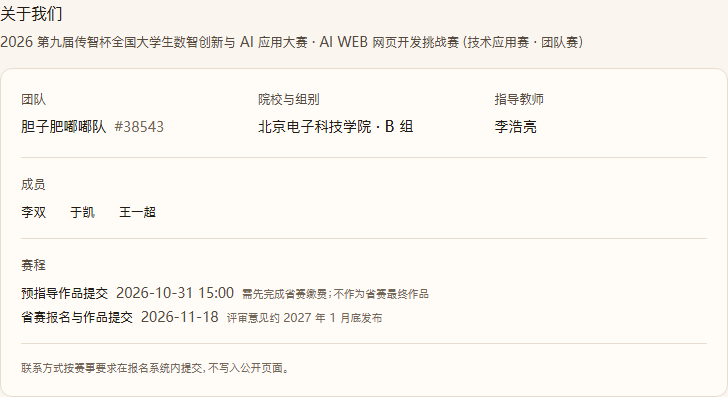 关于我们
2026 第九届传智杯全国大学生数智创新与 AI 应用大赛 · AI WEB 网页开发挑战赃 (技术应用赛 · 团队赛)
团队 院校与组别 指导教师
胆子肥嘟嘟队 #38543 北京电子科技学院 · B 组 李浩亮
成员
李双 于凯 王一超
赛程
预指导作品提交 2026-10-31 15:00 需先完成省赛缴费；不作为省赛最终作品
省赛报名与作品提交 2026-11-18 评审意见约 2027 年 1 月底发布
联系方式按赛事要求在报名系统内提交，不写入公开页面。